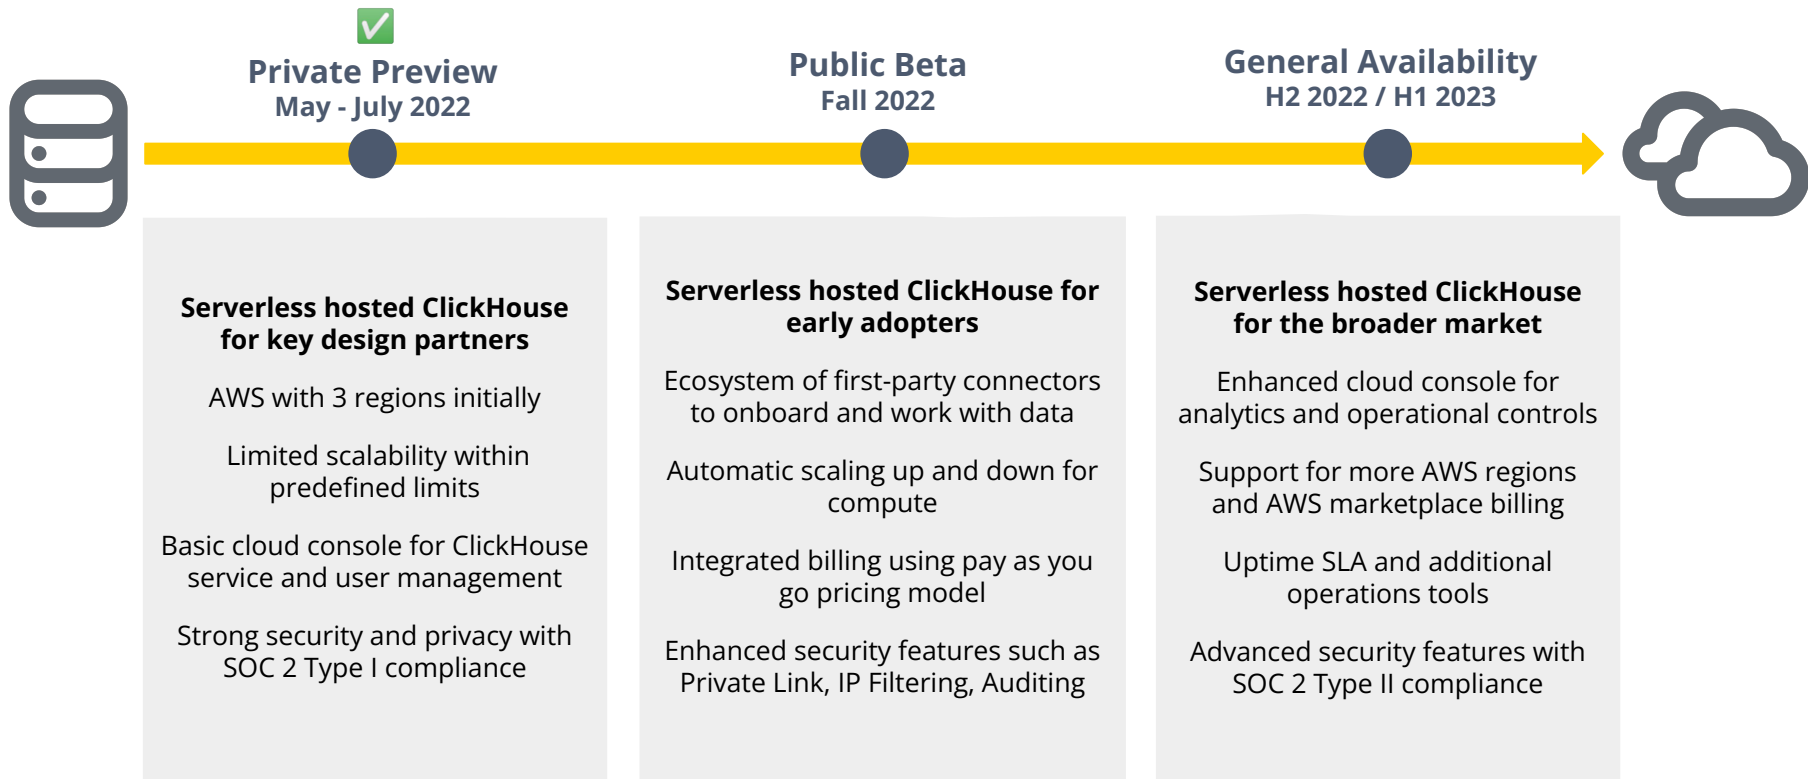 Private Preview
May - July 2022
Public Beta
Fall 2022
General Availability
H2 2022 / H1 2023
Serverless hosted ClickHouse
for key design partners
AWS with 3 regions initially
Limited scalability within
predefined limits
Basic cloud console for ClickHouse
service and user management
Strong security and privacy with
SOC 2 Type I compliance
Serverless hosted ClickHouse for
early adopters
Ecosystem of first-party connectors
to onboard and work with data
Automatic scaling up and down for
compute
Integrated billing using pay as you
go pricing model
Enhanced security features such as
Private Link, IP Filtering, Auditing
Serverless hosted ClickHouse
for the broader market
Enhanced cloud console for
analytics and operational controls
Support for more AWS regions
and AWS marketplace billing
Uptime SLA and additional
operations tools
Advanced security features with
SOC 2 Type II compliance